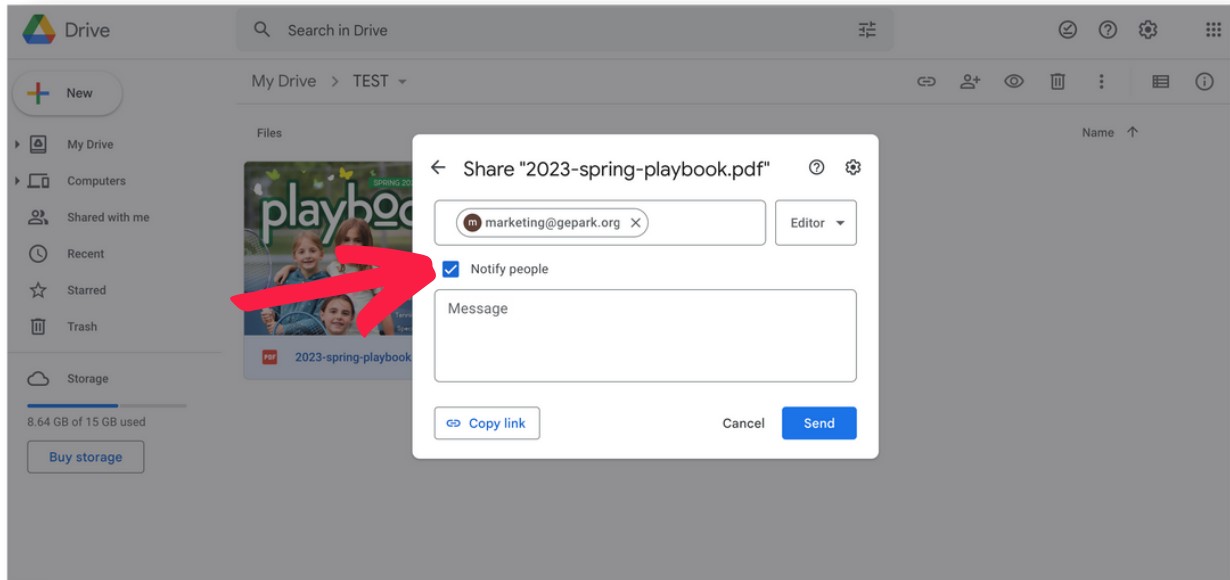 Drive
Search in Drive
New
My Drive > TEST
Files
Name
My Drive
Computers
Shared with me
Recent
Starred
Trash
Storage
8.64 GB of 15 GB used
Buy storage
SPRING 20
playboo
PDF 2023-spring-playbook
Share "2023-spring-playbook.pdf"
m marketing@gepark.org
Editor
Notify people
Message
Copy link
Cancel
Send